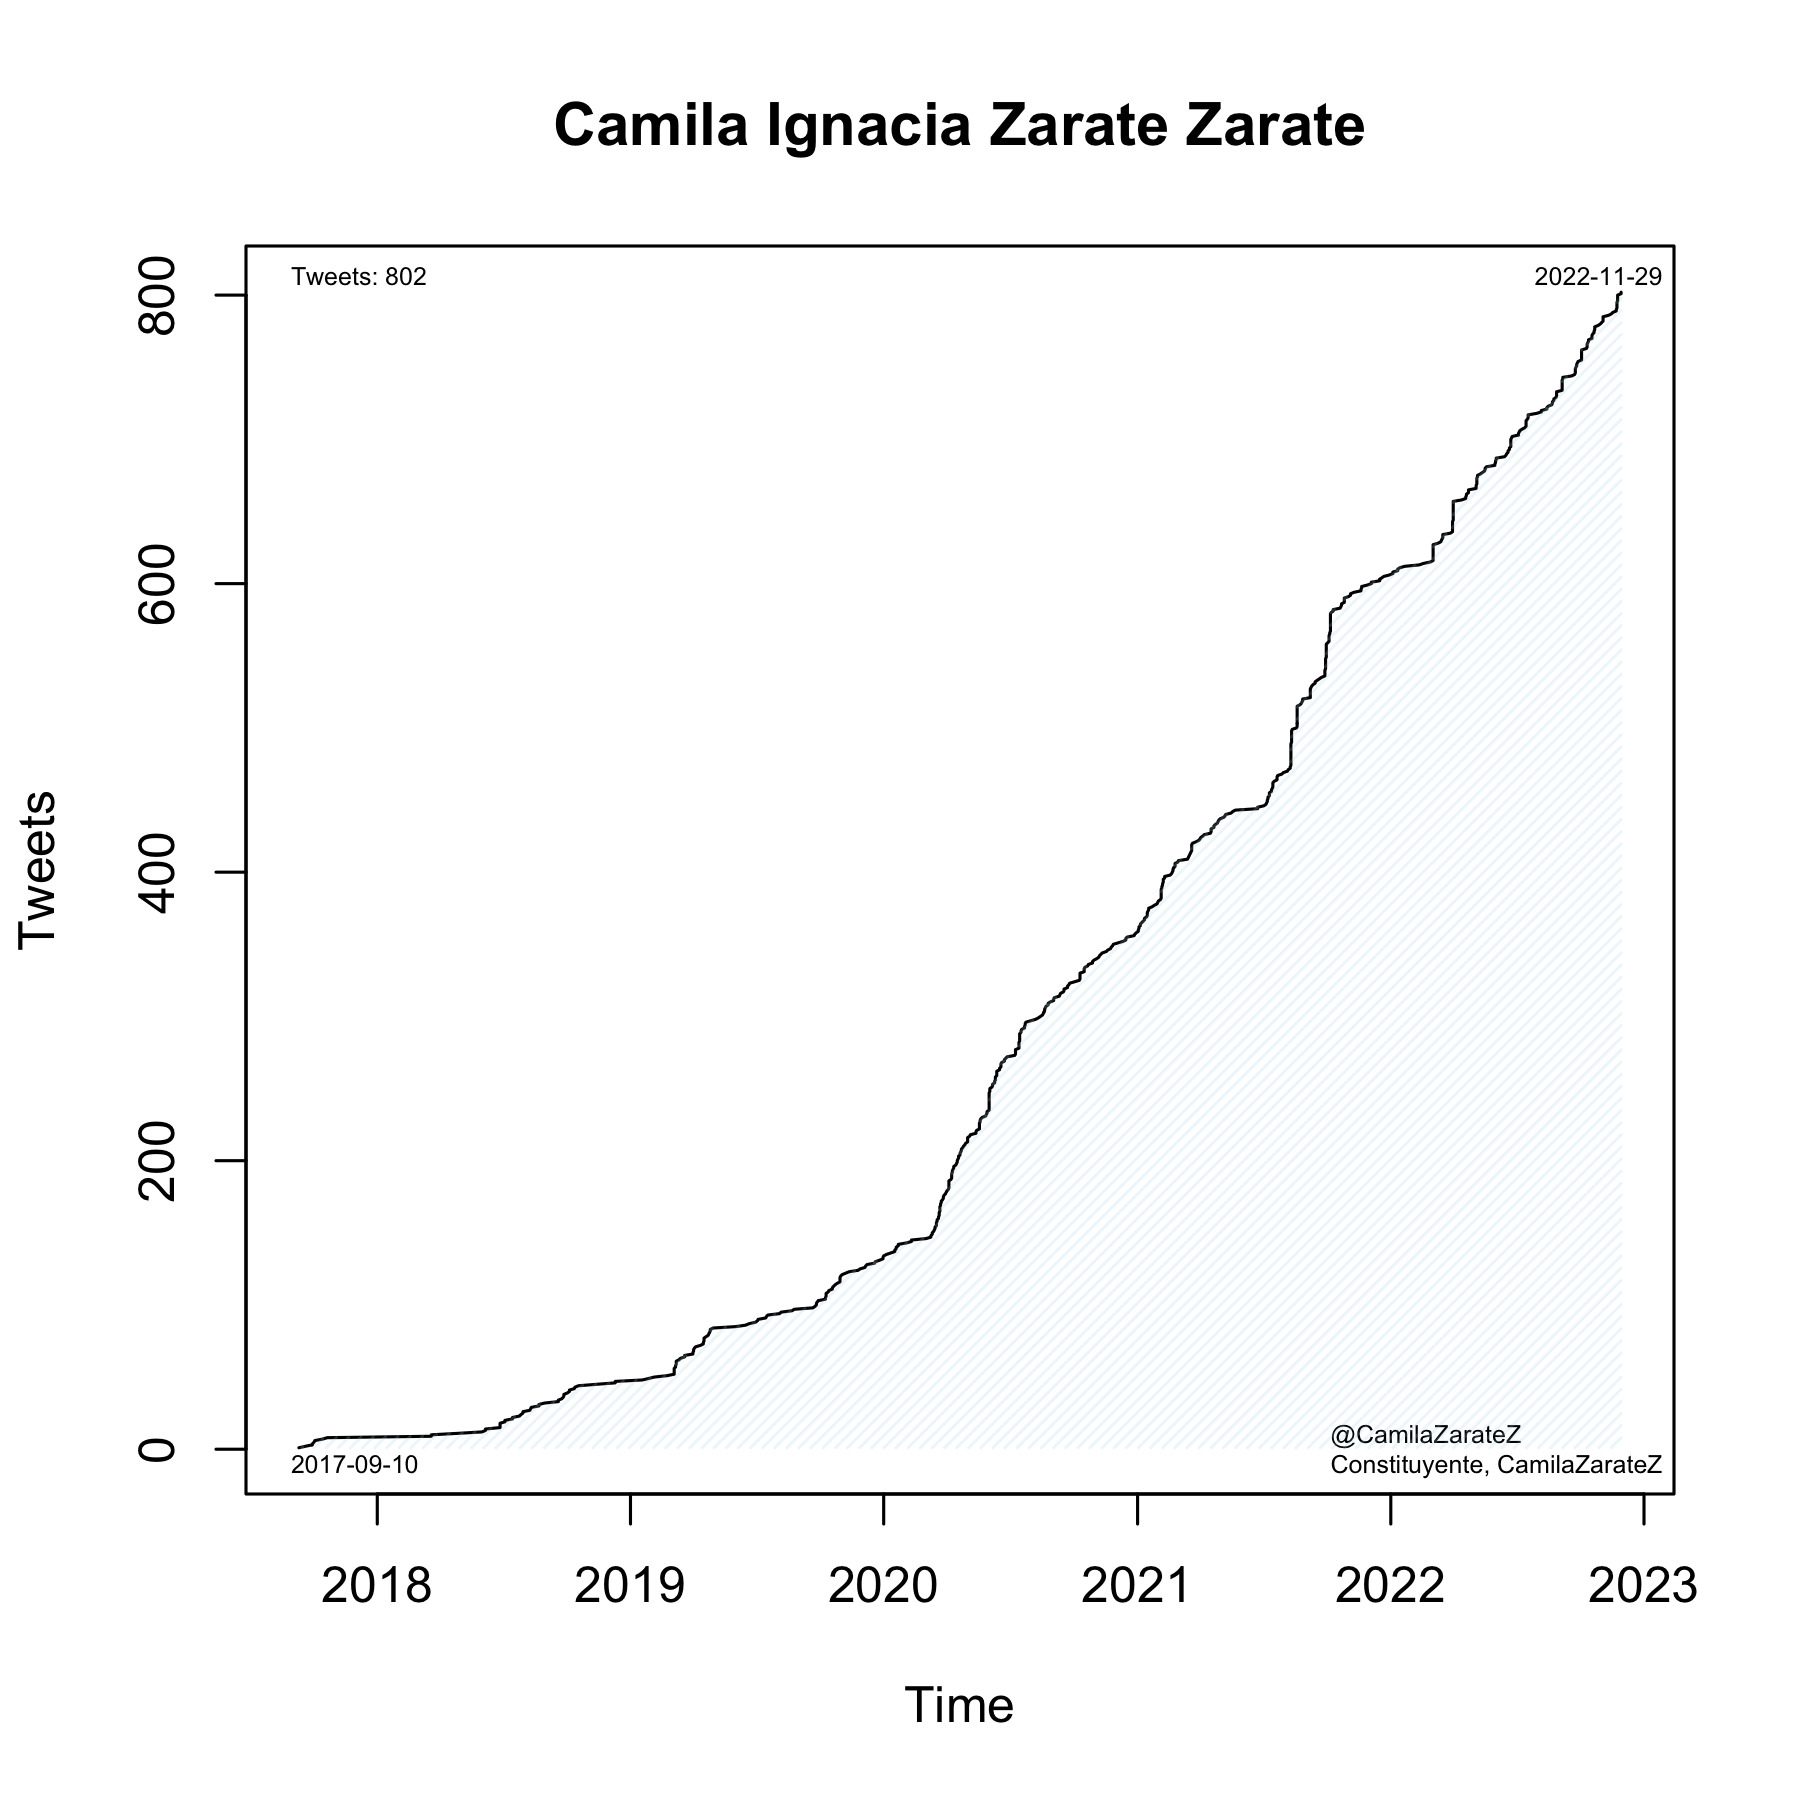 Camila Ignacia Zarate Zarate
Tweets: 802
2022-11-29
800
600
400
200
0
Tweets
@CamilaZarateZ
Constituyente, CamilaZarateZ
2017-09-10
2018
2019
2020
2021
2022
2023
Time